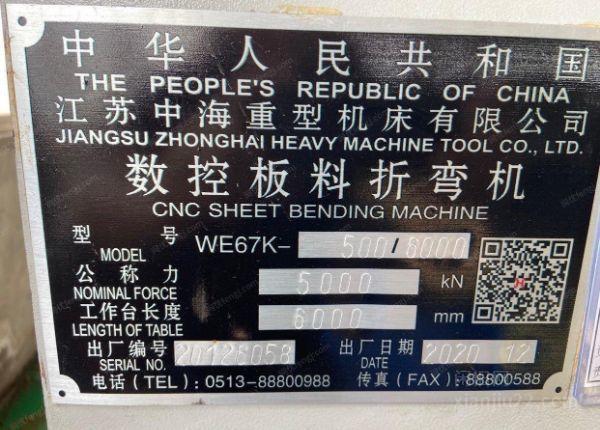 中华人民共和国
THE PEOPLE'S REPUBLIC OF CHINA
江苏中海重型机床有限公司
JIANGSU ZHONGHAI HEAVY MACHINE TOOL CO., LTD.
数控板料折弯机
CNC SHEET BENDING MACHINE
型号 WE67K- 500/6000
MODEL
公称力 5000 kN
NOMINAL FORCE
工作台长度 6000 mm
LENGTH OF TABLE
出厂编号 20126058 出厂日期 2020 12
SERIAL NO. DATE
电话（TEL）: 0513-88800988 传真（FAX）: 88800588